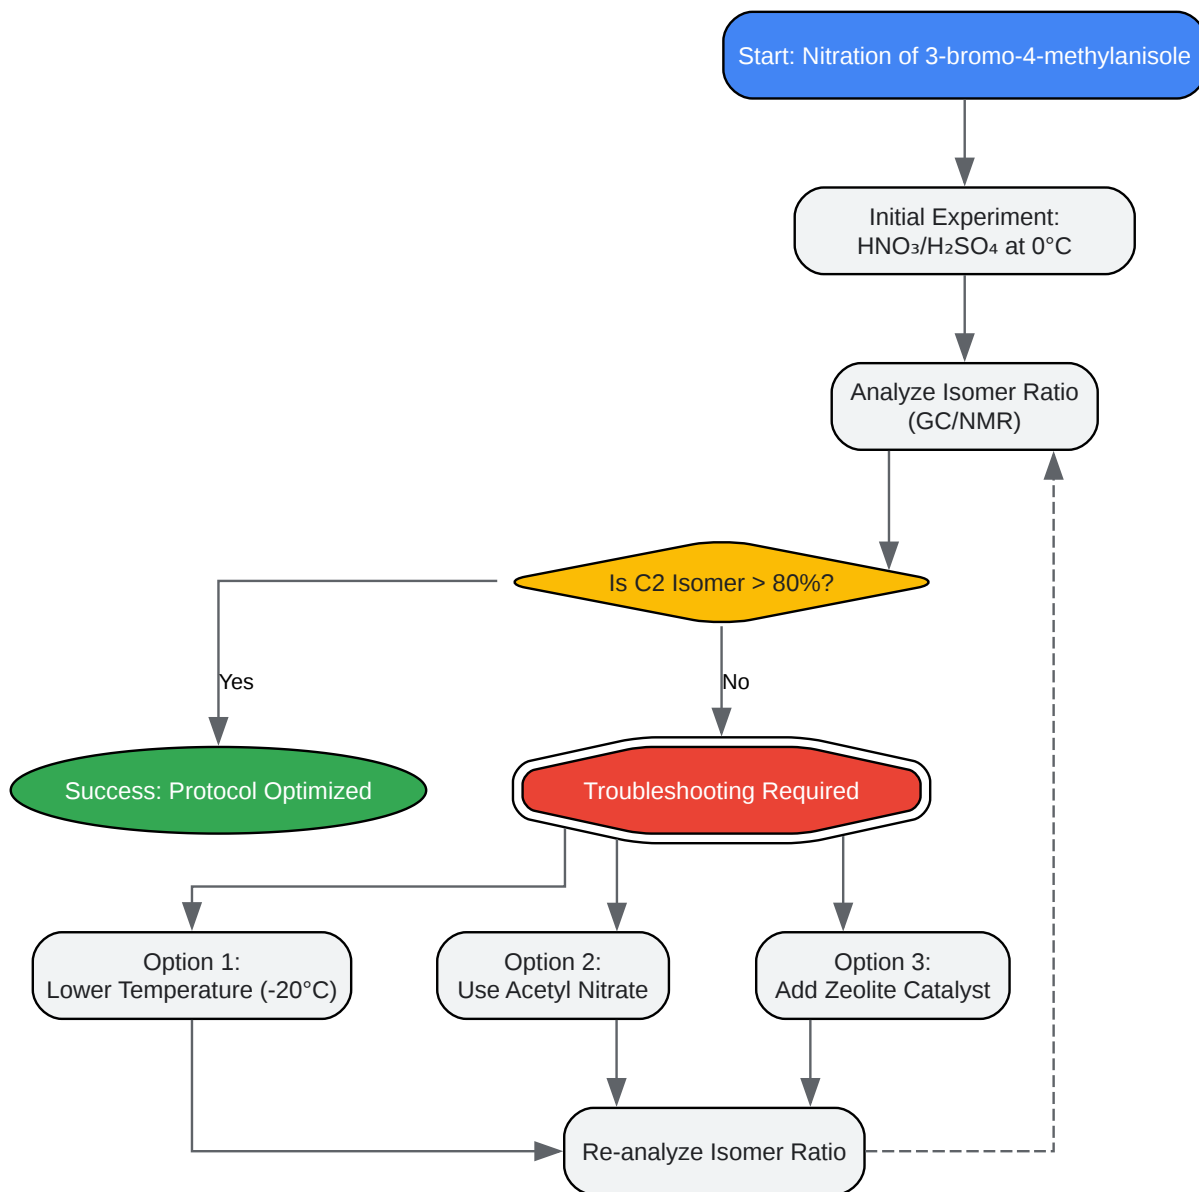 Start: Nitration of 3-bromo-4-methylanisole
Initial Experiment:
HNO₃/H₂SO₄ at 0°C
Analyze Isomer Ratio
(GC/NMR)
Is C2 Isomer > 80%?
Yes
No
Success: Protocol Optimized
Troubleshooting Required
Option 1:
Lower Temperature (-20°C)
Option 2:
Use Acetyl Nitrate
Option 3:
Add Zeolite Catalyst
Re-analyze Isomer Ratio